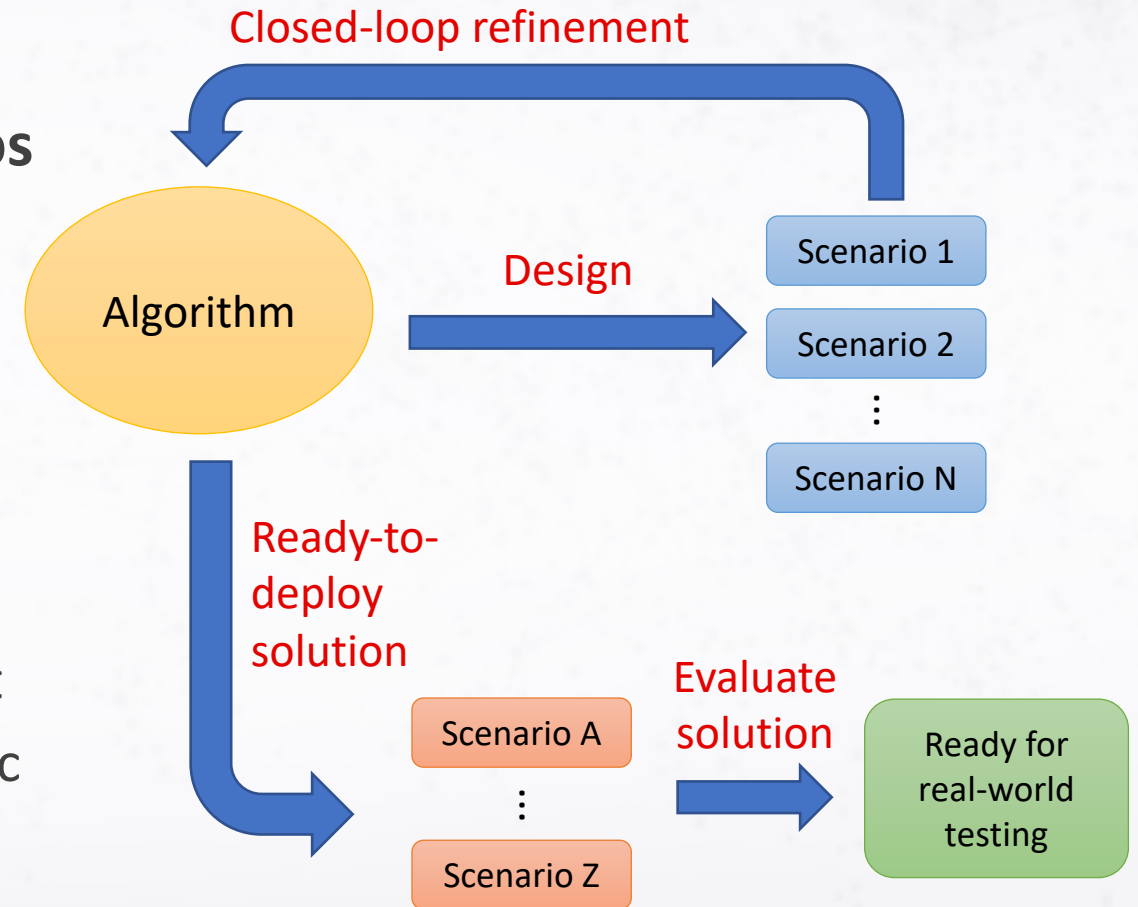 Closed-loop refinement
Scenario 1
Design
Algorithm
Scenario 2
⋮
Scenario N
Ready-to-
deploy
solution
Evaluate
solution
Scenario A
⋮
Scenario Z
Ready for
real-world
testing